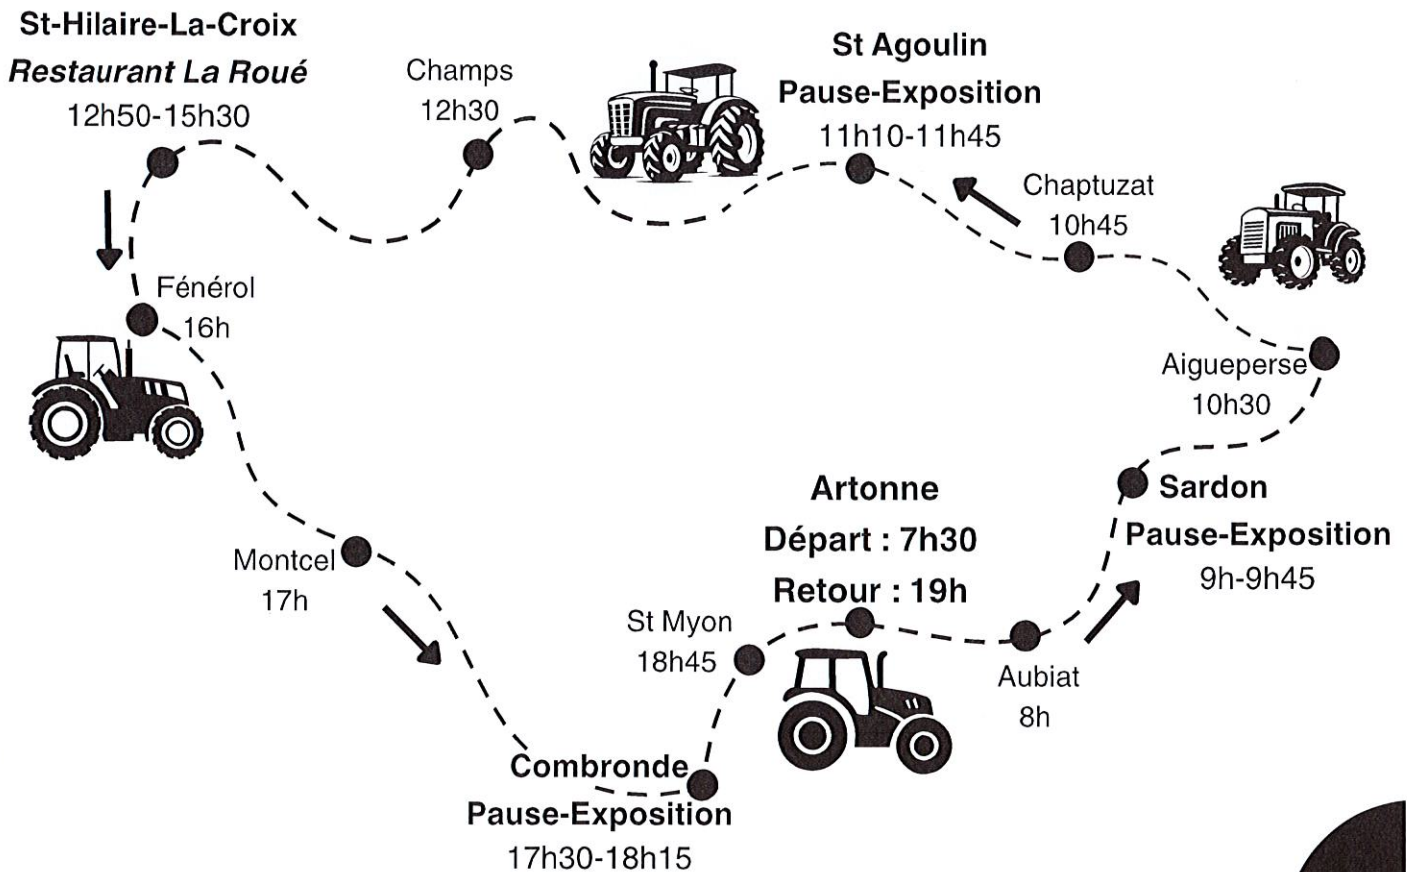 St-Hilaire-La-Croix
Restaurant La Roué
12h50-15h30
Champs
12h30
St Agoulin
Pause-Exposition
11h10-11h45
Chaptuzat
10h45
Fénérol
16h
Aigueperse
10h30
Artonne
Départ : 7h30
Retour : 19h
Sardon
Pause-Exposition
9h-9h45
Montcel
17h
St Myon
18h45
Aubiat
8h
Combronde
Pause-Exposition
17h30-18h15